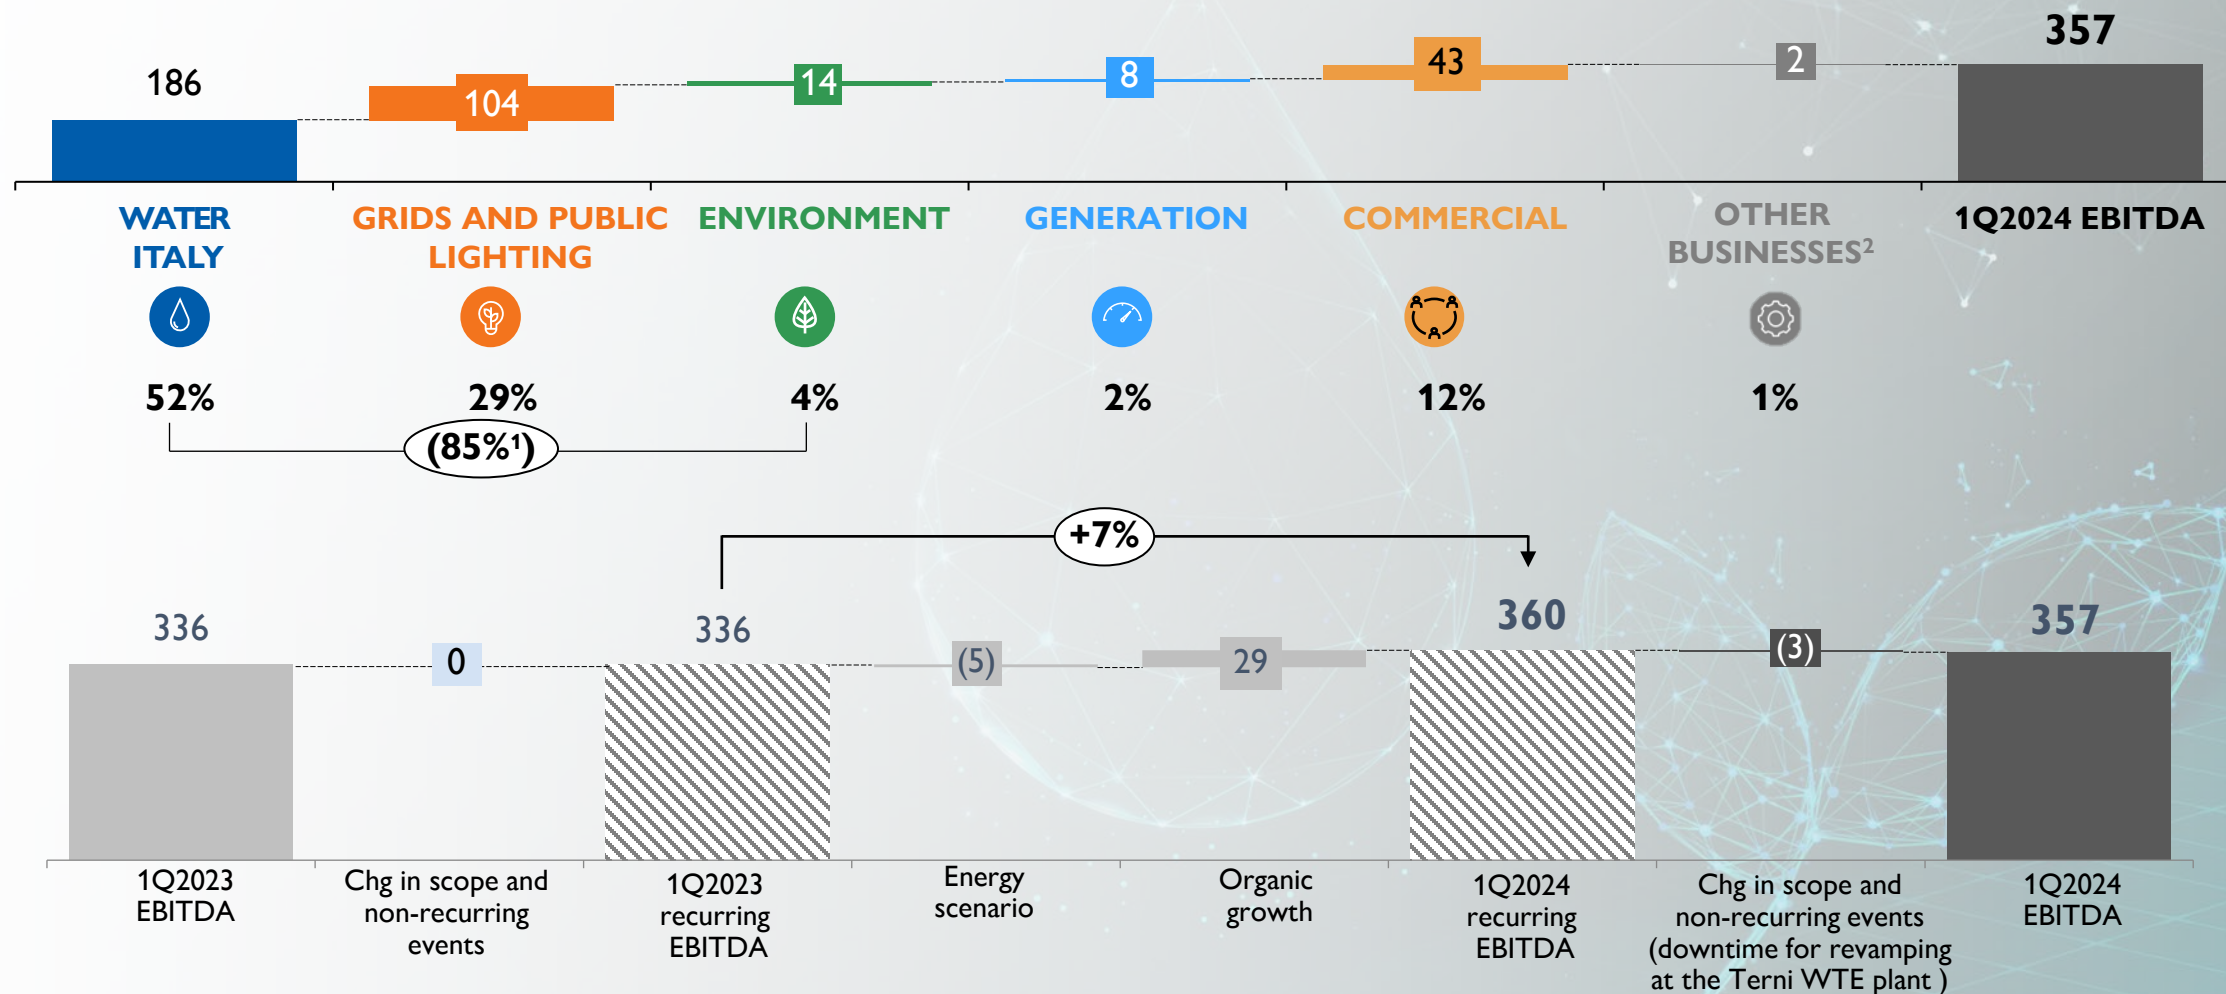 357
186
104
14
8
43
2
WATER
ITALY
GRIDS AND PUBLIC
LIGHTING
ENVIRONMENT
GENERATION
COMMERCIAL
OTHER
BUSINESSES²
1Q2024 EBITDA
52%
29%
4%
2%
12%
1%
(85%¹)
+7%
336
0
336
(5)
29
360
(3)
357
1Q2023
EBITDA
Chg in scope and
non-recurring
events
1Q2023
recurring
EBITDA
Energy
scenario
Organic
growth
1Q2024
recurring
EBITDA
Chg in scope and
non-recurring events
(downtime for revamping
at the Terni WTE plant )
1Q2024
EBITDA